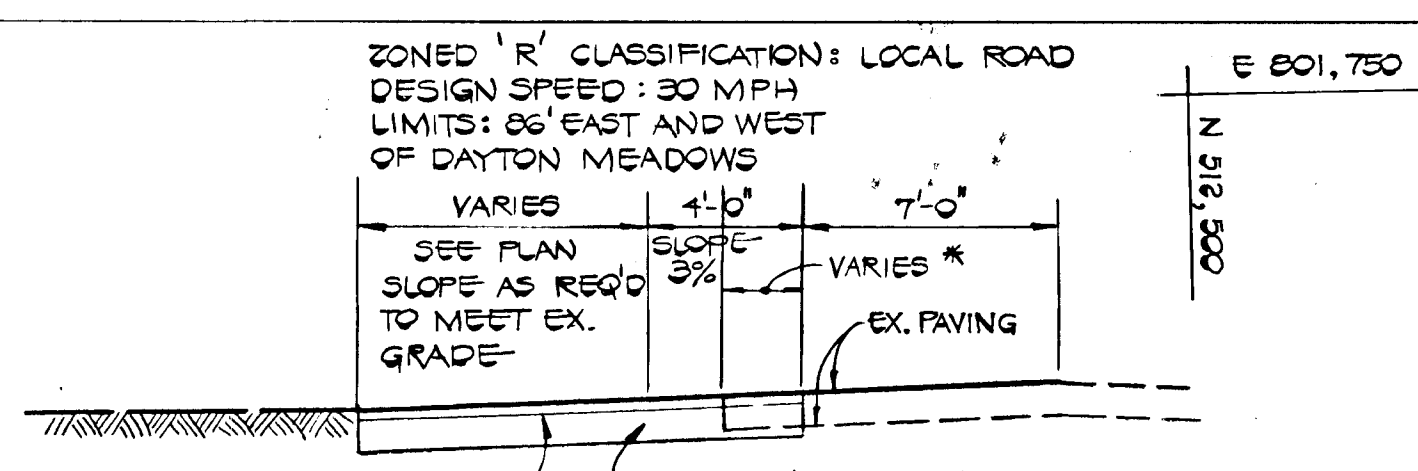 ZONED 'R' CLASSIFICATION: LOCAL ROAD
DESIGN SPEED: 30 MPH
LIMITS: 86' EAST AND WEST
OF DAYTON MEADOWS
E 801,750
N 512,500
VARIES
4'-0"
7'-0"
SEE PLAN
SLOPE AS REQ'D
TO MEET EX.
GRADE
SLOPE
3%
VARIES *
EX. PAVING